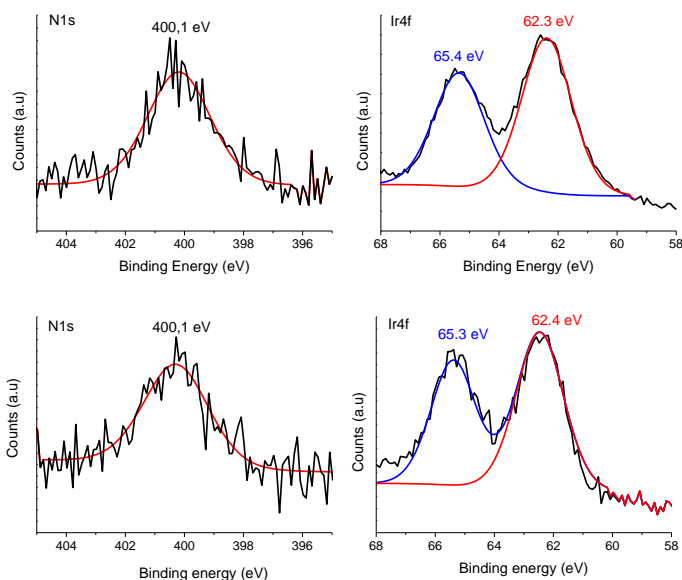 N1s
400,1 eV
Counts (a.u)
404 402 400 398 396
Binding Energy (eV)
Ir4f
62.3 eV
65.4 eV
Counts (a.u)
68 66 64 62 60 58
Binding Energy (eV)
N1s
400,1 eV
Counts (a.u)
404 402 400 398 396
Binding energy (eV)
Ir4f
65.3 eV
62.4 eV
Counts (a.u)
68 66 64 62 60 58
Binding energy (eV)